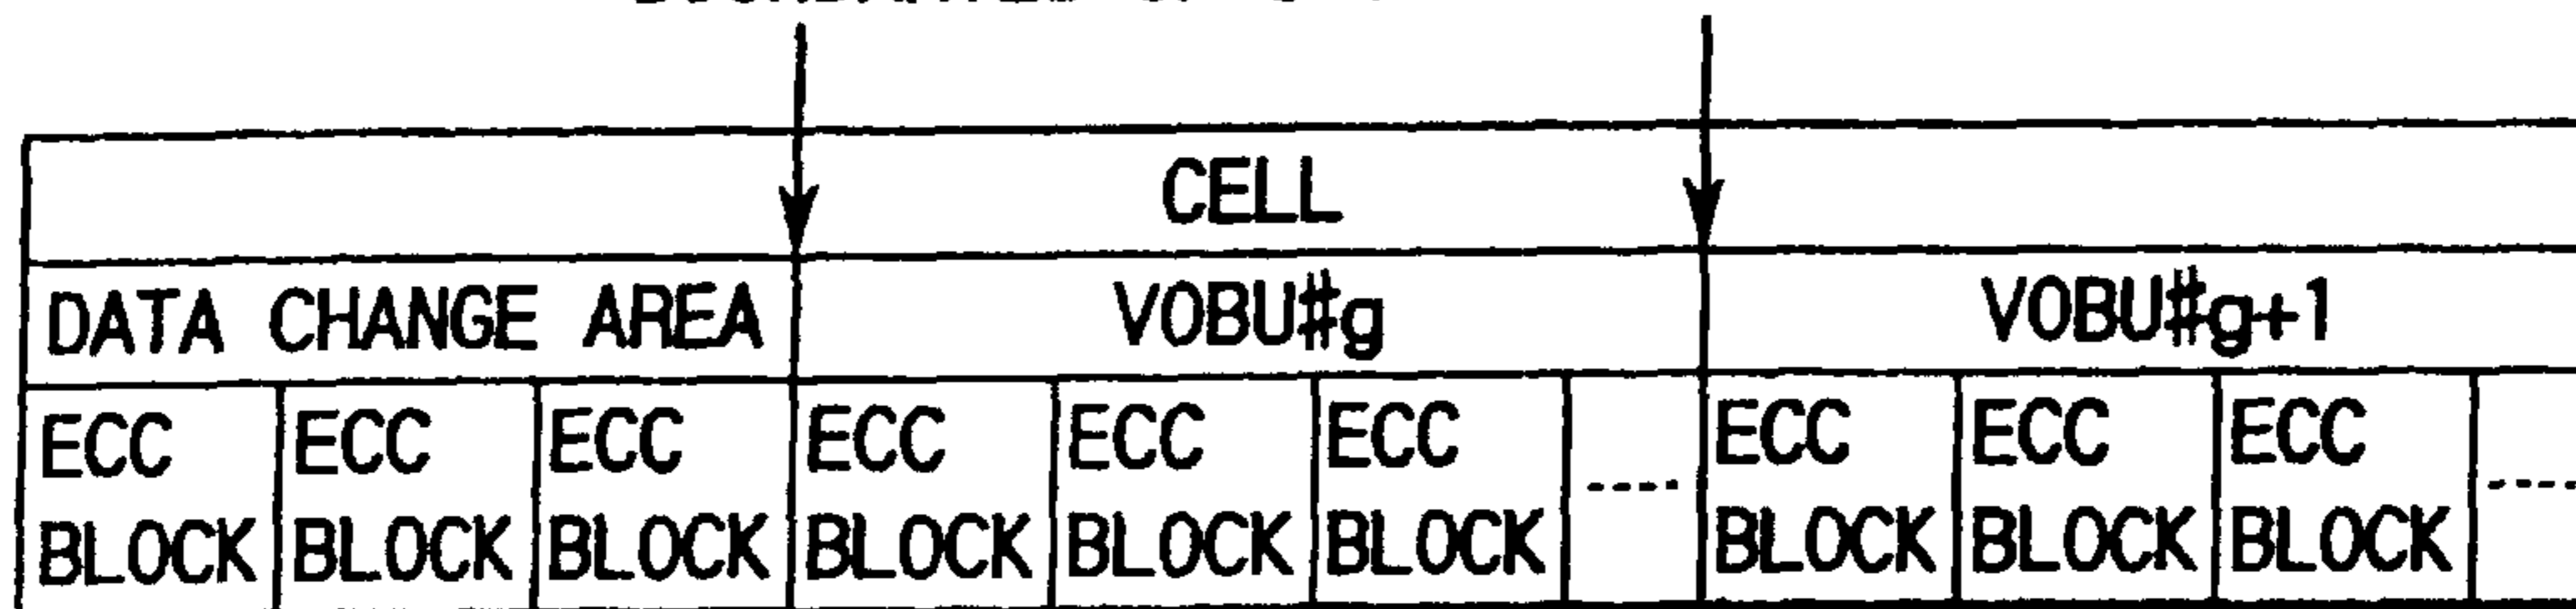 CELL
DATA CHANGE AREA VOBU#g VOBU#g+1
ECC ECC ECC ECC ECC ECC ECC ECC ECC
BLOCK BLOCK BLOCK BLOCK BLOCK BLOCK ---- BLOCK BLOCK BLOCK ----